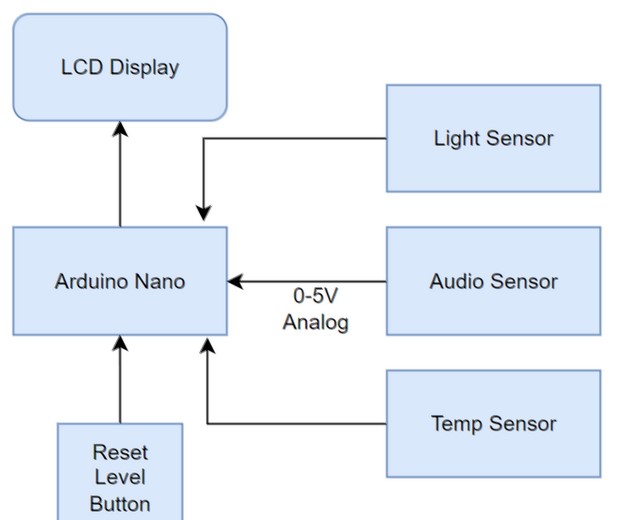 LCD Display
Light Sensor
Arduino Nano
0-5V
Analog
Audio Sensor
Temp Sensor
Reset
Level
Button